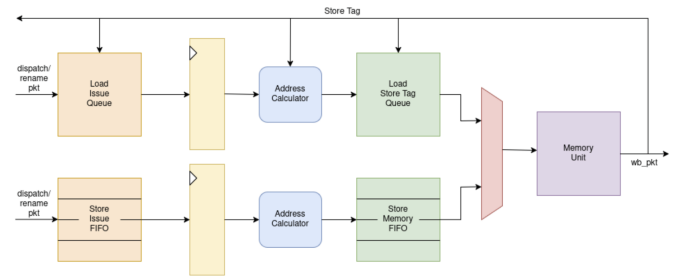 Store Tag
dispatch/
rename
pkt
Load
Issue
Queue
Address
Calculator
Load
Store Tag
Queue
Memory
Unit
wb_pkt
dispatch/
rename
pkt
Store
Issue
FIFO
Address
Calculator
Store
Memory
FIFO